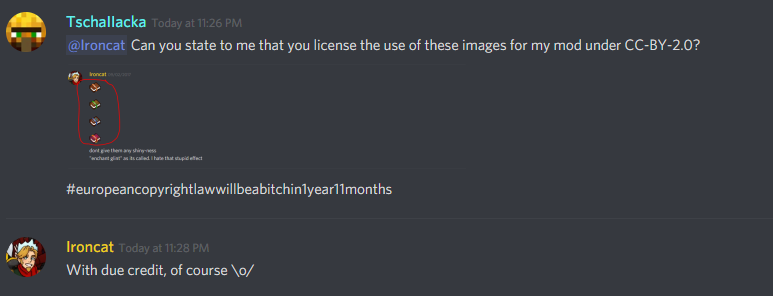 Tschallacka Today at 11:26 PM
@Ironcat Can you state to me that you license the use of these images for my mod under CC-BY-2.0?
Ironcat
dont give them any shiny-ness
"enchant glint" as its called. I hate that stupid effect
#europeancopyrightlawwillbeabitchin1year11months
Ironcat Today at 11:28 PM
With due credit, of course \o/